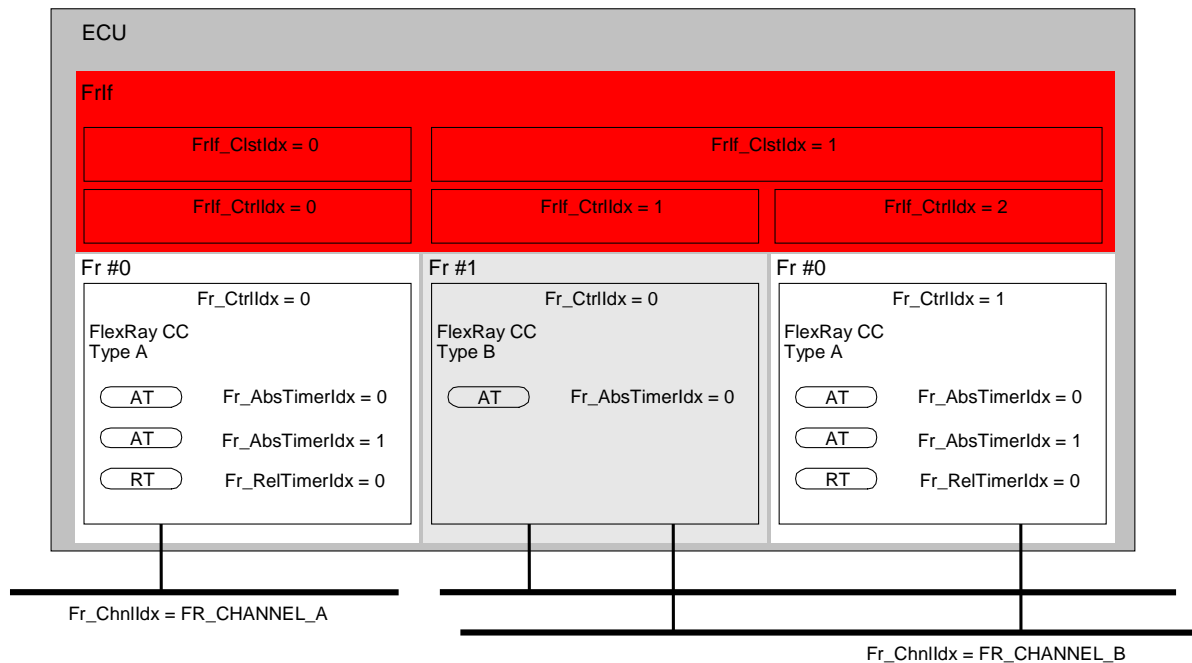 ECU
FrIf
FrIf_ClstIdx = 0
FrIf_ClstIdx = 1
FrIf_CtrlIdx = 0
FrIf_CtrlIdx = 1
FrIf_CtrlIdx = 2
Fr #0
Fr #1
Fr #0
Fr_CtrlIdx = 0
FlexRay CC
Type A
AT Fr_AbsTimerIdx = 0
AT Fr_AbsTimerIdx = 1
RT Fr_RelTimerIdx = 0
Fr_CtrlIdx = 0
FlexRay CC
Type B
AT Fr_AbsTimerIdx = 0
Fr_CtrlIdx = 1
FlexRay CC
Type A
AT Fr_AbsTimerIdx = 0
AT Fr_AbsTimerIdx = 1
RT Fr_RelTimerIdx = 0
Fr_ChnlIdx = FR_CHANNEL_A
Fr_ChnlIdx = FR_CHANNEL_B